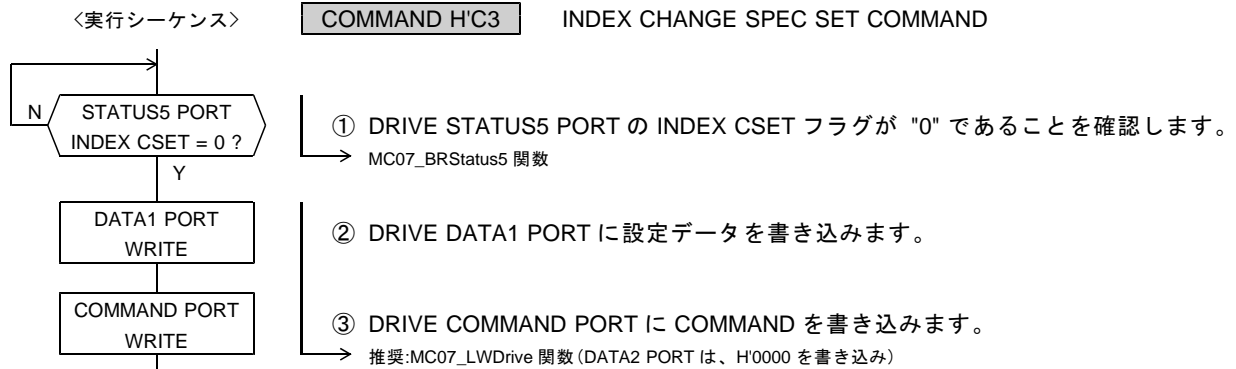 〈実行シーケンス〉 COMMAND H'C3 INDEX CHANGE SPEC SET COMMAND
N
STATUS5 PORT
INDEX CSET = 0 ?
Y
① DRIVE STATUS5 PORT の INDEX CSET フラグが "0" であることを確認します。
MC07_BRStatus5 関数
DATA1 PORT
WRITE
② DRIVE DATA1 PORT に設定データを書き込みます。
COMMAND PORT
WRITE
③ DRIVE COMMAND PORT に COMMAND を書き込みます。
推奨:MC07_LWDrive 関数(DATA2 PORT は、H'0000 を書き込み)